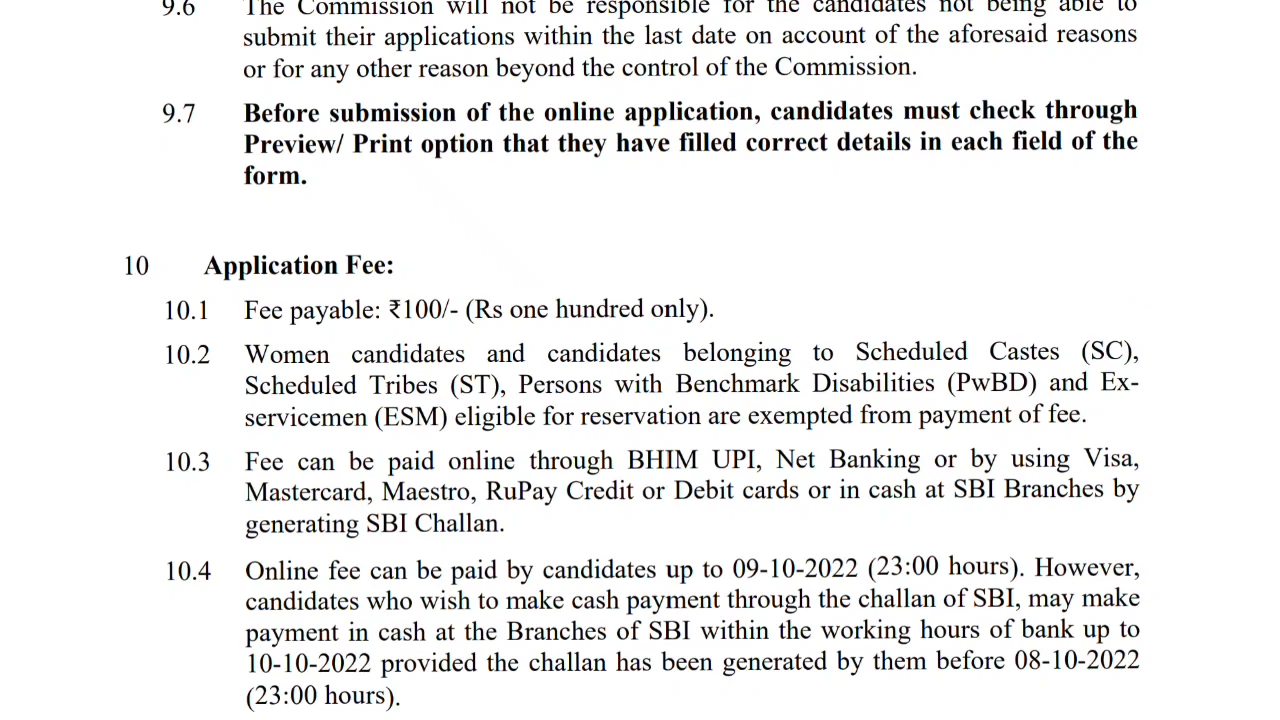 9.6 The Commission will not be responsible for the candidates not being able to
submit their applications within the last date on account of the aforesaid reasons
or for any other reason beyond the control of the Commission.
9.7 Before submission of the online application, candidates must check through
Preview/ Print option that they have filled correct details in each field of the
form.
10 Application Fee:
10.1 Fee payable: ₹100/- (Rs one hundred only).
10.2 Women candidates and candidates belonging to Scheduled Castes (SC),
Scheduled Tribes (ST), Persons with Benchmark Disabilities (PwBD) and Ex-
servicemen (ESM) eligible for reservation are exempted from payment of fee.
10.3 Fee can be paid online through BHIM UPI, Net Banking or by using Visa,
Mastercard, Maestro, RuPay Credit or Debit cards or in cash at SBI Branches by
generating SBI Challan.
10.4 Online fee can be paid by candidates up to 09-10-2022 (23:00 hours). However,
candidates who wish to make cash payment through the challan of SBI, may make
payment in cash at the Branches of SBI within the working hours of bank up to
10-10-2022 provided the challan has been generated by them before 08-10-2022
(23:00 hours).